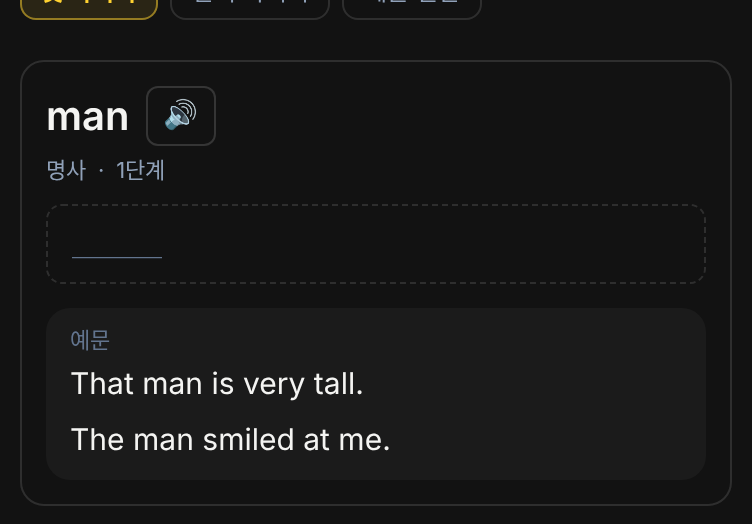 man
명사 · 1단계
예문
That man is very tall.
The man smiled at me.